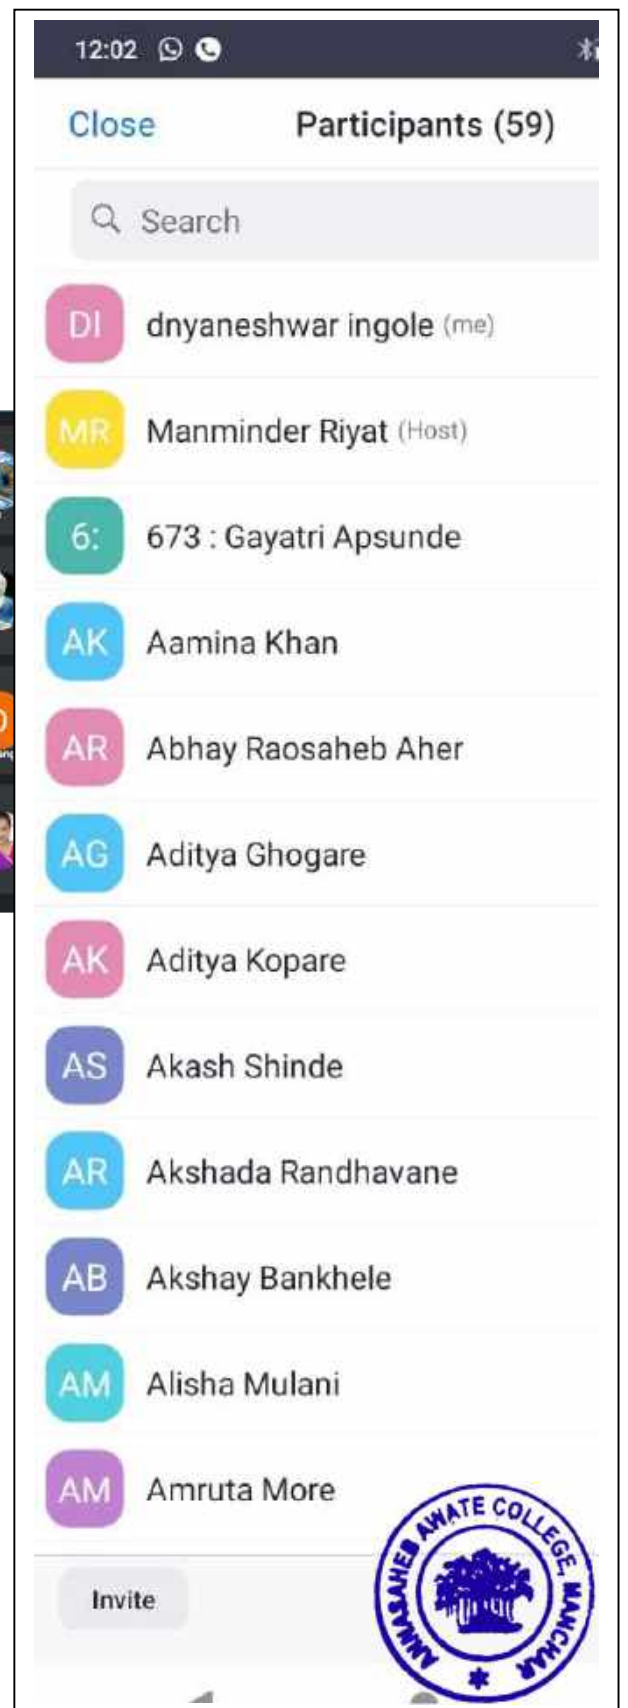 12:02
Close Participants (59)
Search
DI dnyaneshwar ingole (me)
MR Manminder Riyat (Host)
6: 673 : Gayatri Apsunde
AK Aamina Khan
AR Abhay Raosaheb Aher
AG Aditya Ghogare
AK Aditya Kopare
AS Akash Shinde
AR Akshada Randhavane
AB Akshay Bankhele
AM Alisha Mulani
AM Amruta More
Invite
ANNASAHEB AWATE COLLEGE, MANCHAR